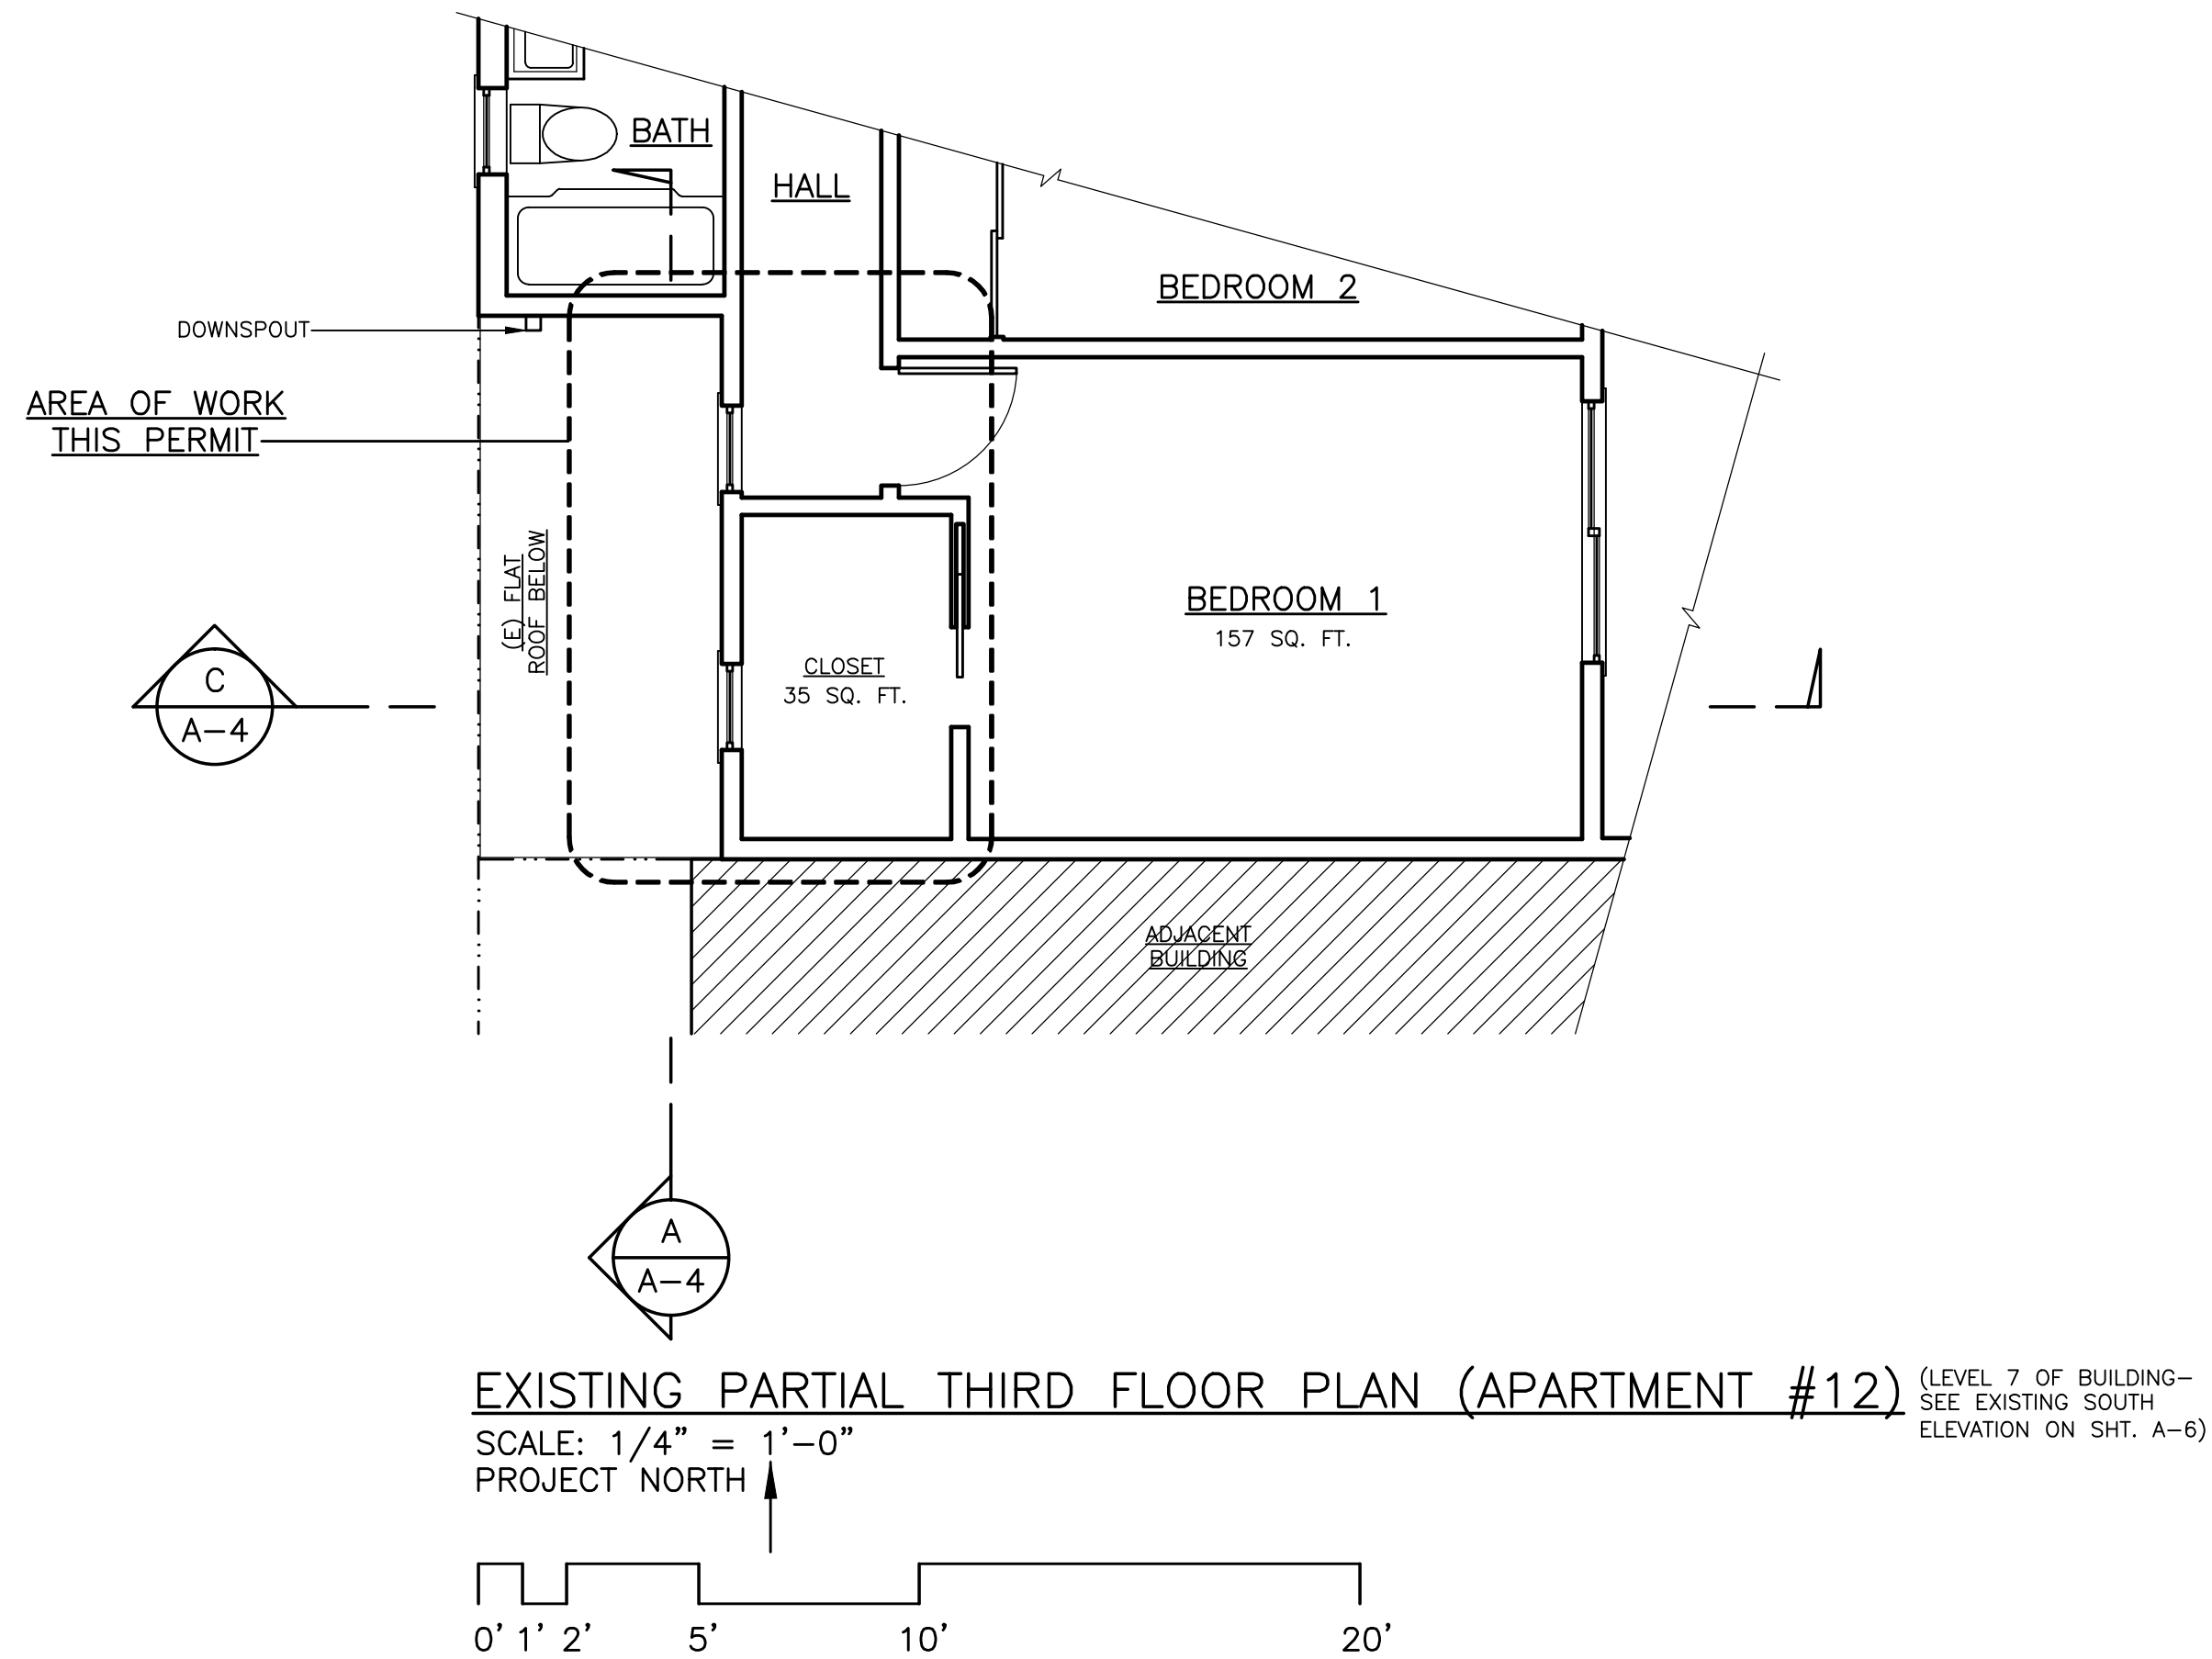 BATH
HALL
BEDROOM 2
DOWNSPOUT
AREA OF WORK
THIS PERMIT
(E) FLAT
ROOF BELOW
BEDROOM 1
157 SQ. FT.
CLOSET
35 SQ. FT.
C
A-4
ADJACENT
BUILDING
A
A-4
EXISTING PARTIAL THIRD FLOOR PLAN (APARTMENT #12)
(LEVEL 7 OF BUILDING-
SEE EXISTING SOUTH
ELEVATION ON SHT. A-6)
SCALE: 1/4" = 1'-0"
PROJECT NORTH
0' 1' 2' 5' 10' 20'